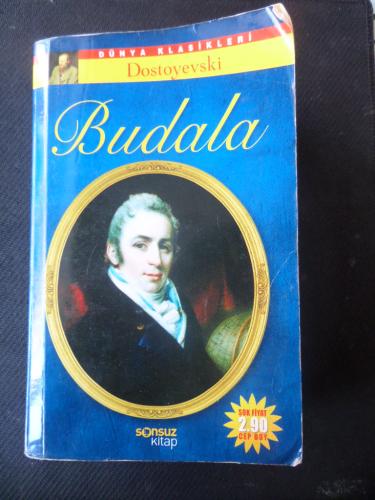 DÜNYA KLASİKLERİ
Dostoyevski
Budala
ŞOK FİYAT
2.90
CEP BOY
sonsuz
kitap